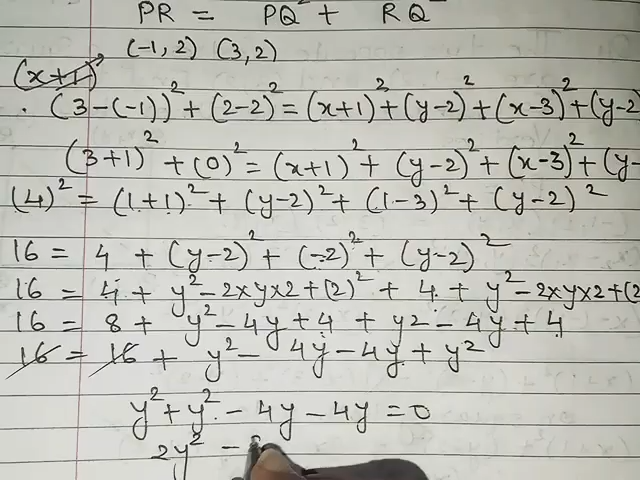 PR = PQ² + RQ
(-1, 2) (3, 2)
(x+1)²
. (3-(-1))² + (2-2)² = (x+1)² + (y-2)² + (x-3)² + (y-2
(3+1)² + (0)² = (x+1)² + (y-2)² + (x-3)² + (y-
(4)² = (1+1)² + (y-2)² + (1-3)² + (y-2)²
16 = 4 + (y-2)² + (-2)² + (y-2)²
16 = 4 + y² - 2xyx2 + (2)² + 4 + y² - 2xyx2 + (2
16 = 8 + y² - 4y + 4 + y2 - 4y + 4
16 = 16 + y² - 4y - 4y + y²
y² + y² - 4y - 4y = 0
2y² -